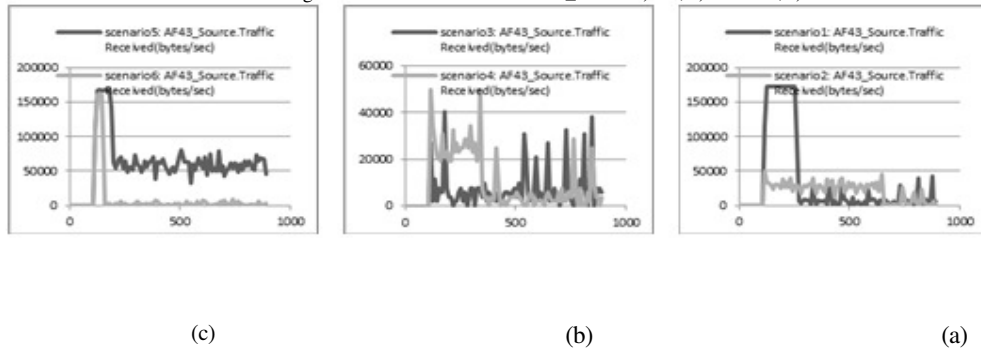 scenario5: AF43_Source.Traffic
Received(bytes/sec)
scenario6: AF43_Source.Traffic
Received(bytes/sec)
200000
150000
100000
50000
0
0
500
1000
scenario3: AF43_Source.Traffic
Received(bytes/sec)
scenario4: AF43_Source.Traffic
Received(bytes/sec)
60000
40000
20000
0
0
500
1000
scenario1: AF43_Source.Traffic
Received(bytes/sec)
scenario2: AF43_Source.Traffic
Received(bytes/sec)
200000
150000
100000
50000
0
0
500
1000
(c) (b) (a)